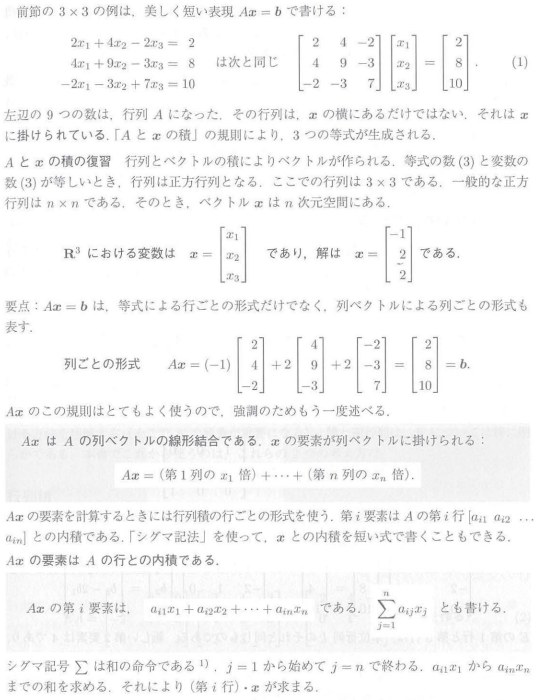 前節の 3 × 3 の例は，美しく短い表現 Ax = b で書ける：
2x₁ + 4x₂ − 2x₃ = 2
4x₁ + 9x₂ − 3x₃ = 8 は次と同じ [2 4 −2; 4 9 −3; −2 −3 7] [x₁; x₂; x₃] = [2; 8; 10] . (1)
−2x₁ − 3x₂ + 7x₃ = 10
左辺の 9 つの数は，行列 A になった．その行列は，x の横にあるだけではない．それは x
に掛けられている．「A と x の積」の規則により，3 つの等式が生成される．
A と x の積の復習 行列とベクトルの積によりベクトルが作られる．等式の数 (3) と変数の
数 (3) が等しいとき，行列は正方行列となる．ここでの行列は 3 × 3 である．一般的な正方
行列は n × n である．そのとき，ベクトル x は n 次元空間にある．
R³ における変数は x = [x₁; x₂; x₃] であり，解は x = [−1; 2; 2] である．
要点：Ax = b は，等式による行ごとの形式だけでなく，列ベクトルによる列ごとの形式も
表す．
列ごとの形式 Ax = (−1) [2; 4; −2] + 2 [4; 9; −3] + 2 [−2; −3; 7] = [2; 8; 10] = b.
Ax のこの規則はとてもよく使うので，強調のためもう一度述べる．
Ax は A の列ベクトルの線形結合である．x の要素が列ベクトルに掛けられる：
Ax = (第 1 列の x₁ 倍) + ⋯ + (第 n 列の xₙ 倍).
Ax の要素を計算するときには行列積の行ごとの形式を使う．第 i 要素は A の第 i 行 [aᵢ₁ aᵢ₂ …
aᵢₙ] との内積である．「シグマ記法」を使って，x との内積を短い式で書くこともできる．
Ax の要素は A の行との内積である．
Ax の第 i 要素は， aᵢ₁x₁ + aᵢ₂x₂ + ⋯ + aᵢₙxₙ である．∑_{j=1}^{n} aᵢⱼxⱼ とも書ける．
シグマ記号 ∑ は和の命令である ¹⁾．j = 1 から始めて j = n で終わる．aᵢ₁x₁ から aᵢₙxₙ
までの和を求める．それにより (第 i 行)・x が求まる．